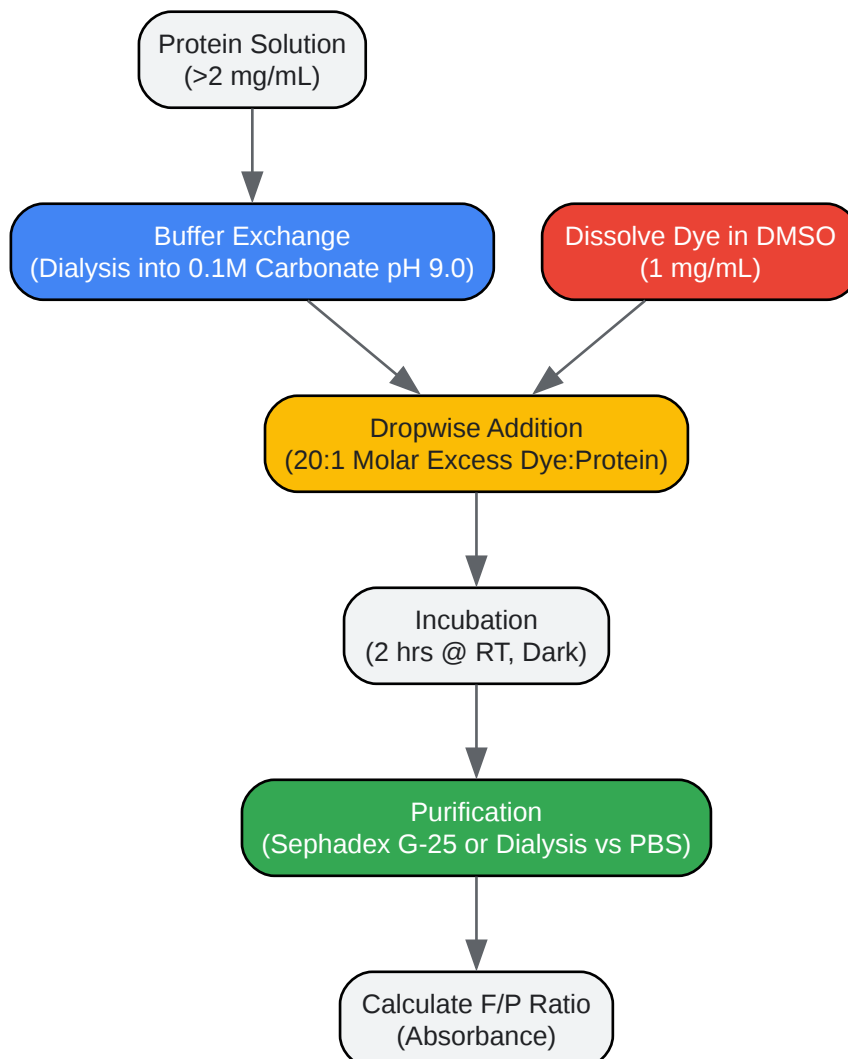 Protein Solution
(>2 mg/mL)
Buffer Exchange
(Dialysis into 0.1M Carbonate pH 9.0)
Dissolve Dye in DMSO
(1 mg/mL)
Dropwise Addition
(20:1 Molar Excess Dye:Protein)
Incubation
(2 hrs @ RT, Dark)
Purification
(Sephadex G-25 or Dialysis vs PBS)
Calculate F/P Ratio
(Absorbance)